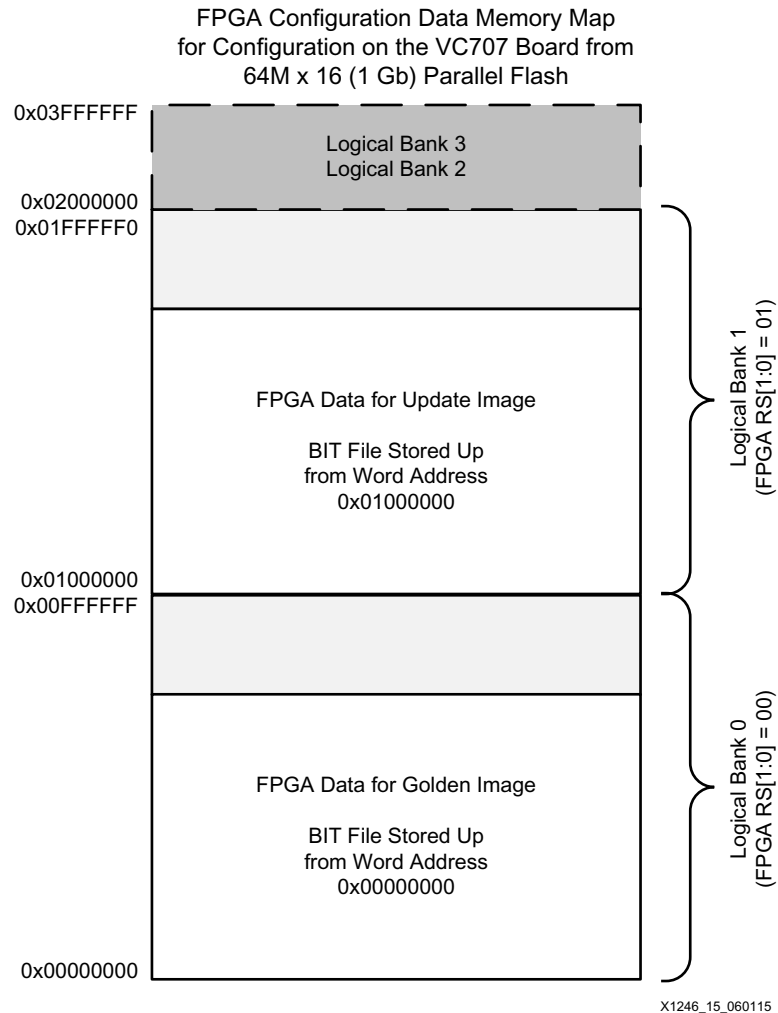 FPGA Configuration Data Memory Map
for Configuration on the VC707 Board from
64M x 16 (1 Gb) Parallel Flash
0x03FFFFFF
Logical Bank 3
Logical Bank 2
0x02000000
0x01FFFFF0
FPGA Data for Update Image
BIT File Stored Up
from Word Address
0x01000000
Logical Bank 1
(FPGA RS[1:0] = 01)
0x01000000
0x00FFFFFF
FPGA Data for Golden Image
BIT File Stored Up
from Word Address
0x00000000
Logical Bank 0
(FPGA RS[1:0] = 00)
0x00000000
X1246_15_060115